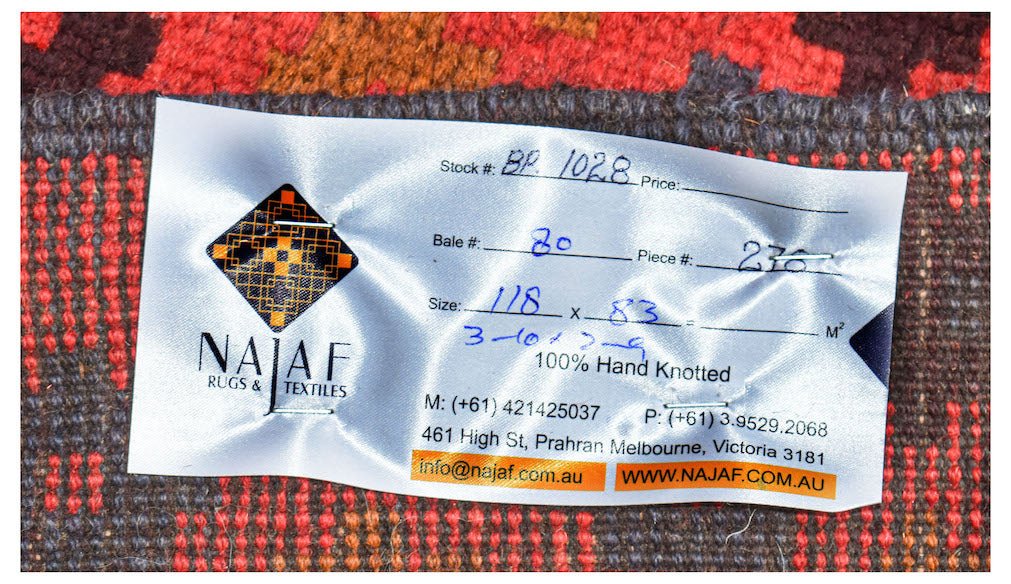 NAJAF
RUGS & TEXTILES
Stock #: BP. 1028 Price:
Bale #: 80 Piece #:
Size: 118 x 83 = M²
3-10 x 2-9
100% Hand Knotted
M: (+61) 421425037 P: (+61) 3.9529.2068
461 High St, Prahran Melbourne, Victoria 3181
info@najaf.com.au WWW.NAJAF.COM.AU